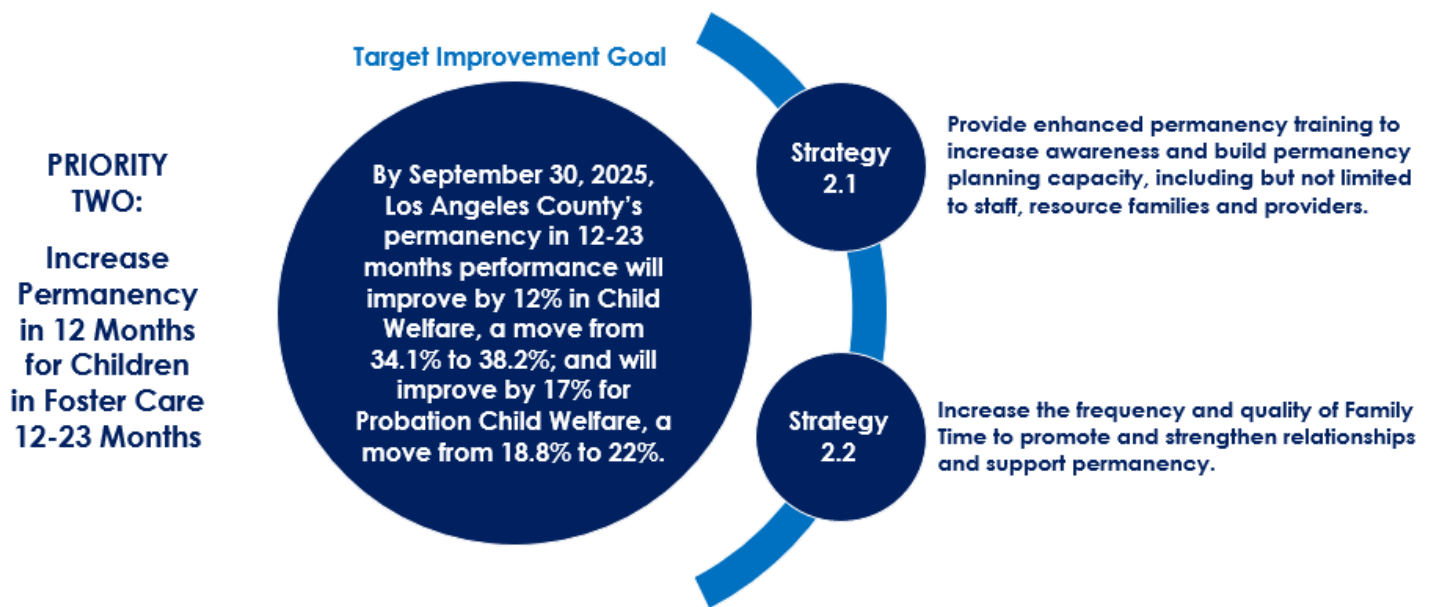 PRIORITY
TWO:
Increase
Permanency
in 12 Months
for Children
in Foster Care
12-23 Months
Target Improvement Goal
By September 30, 2025,
Los Angeles County's
permanency in 12-23
months performance will
improve by 12% in Child
Welfare, a move from
34.1% to 38.2%; and will
improve by 17% for
Probation Child Welfare, a
move from 18.8% to 22%.
Strategy
2.1
Provide enhanced permanency training to
increase awareness and build permanency
planning capacity, including but not limited
to staff, resource families and providers.
Strategy
2.2
Increase the frequency and quality of Family
Time to promote and strengthen relationships
and support permanency.